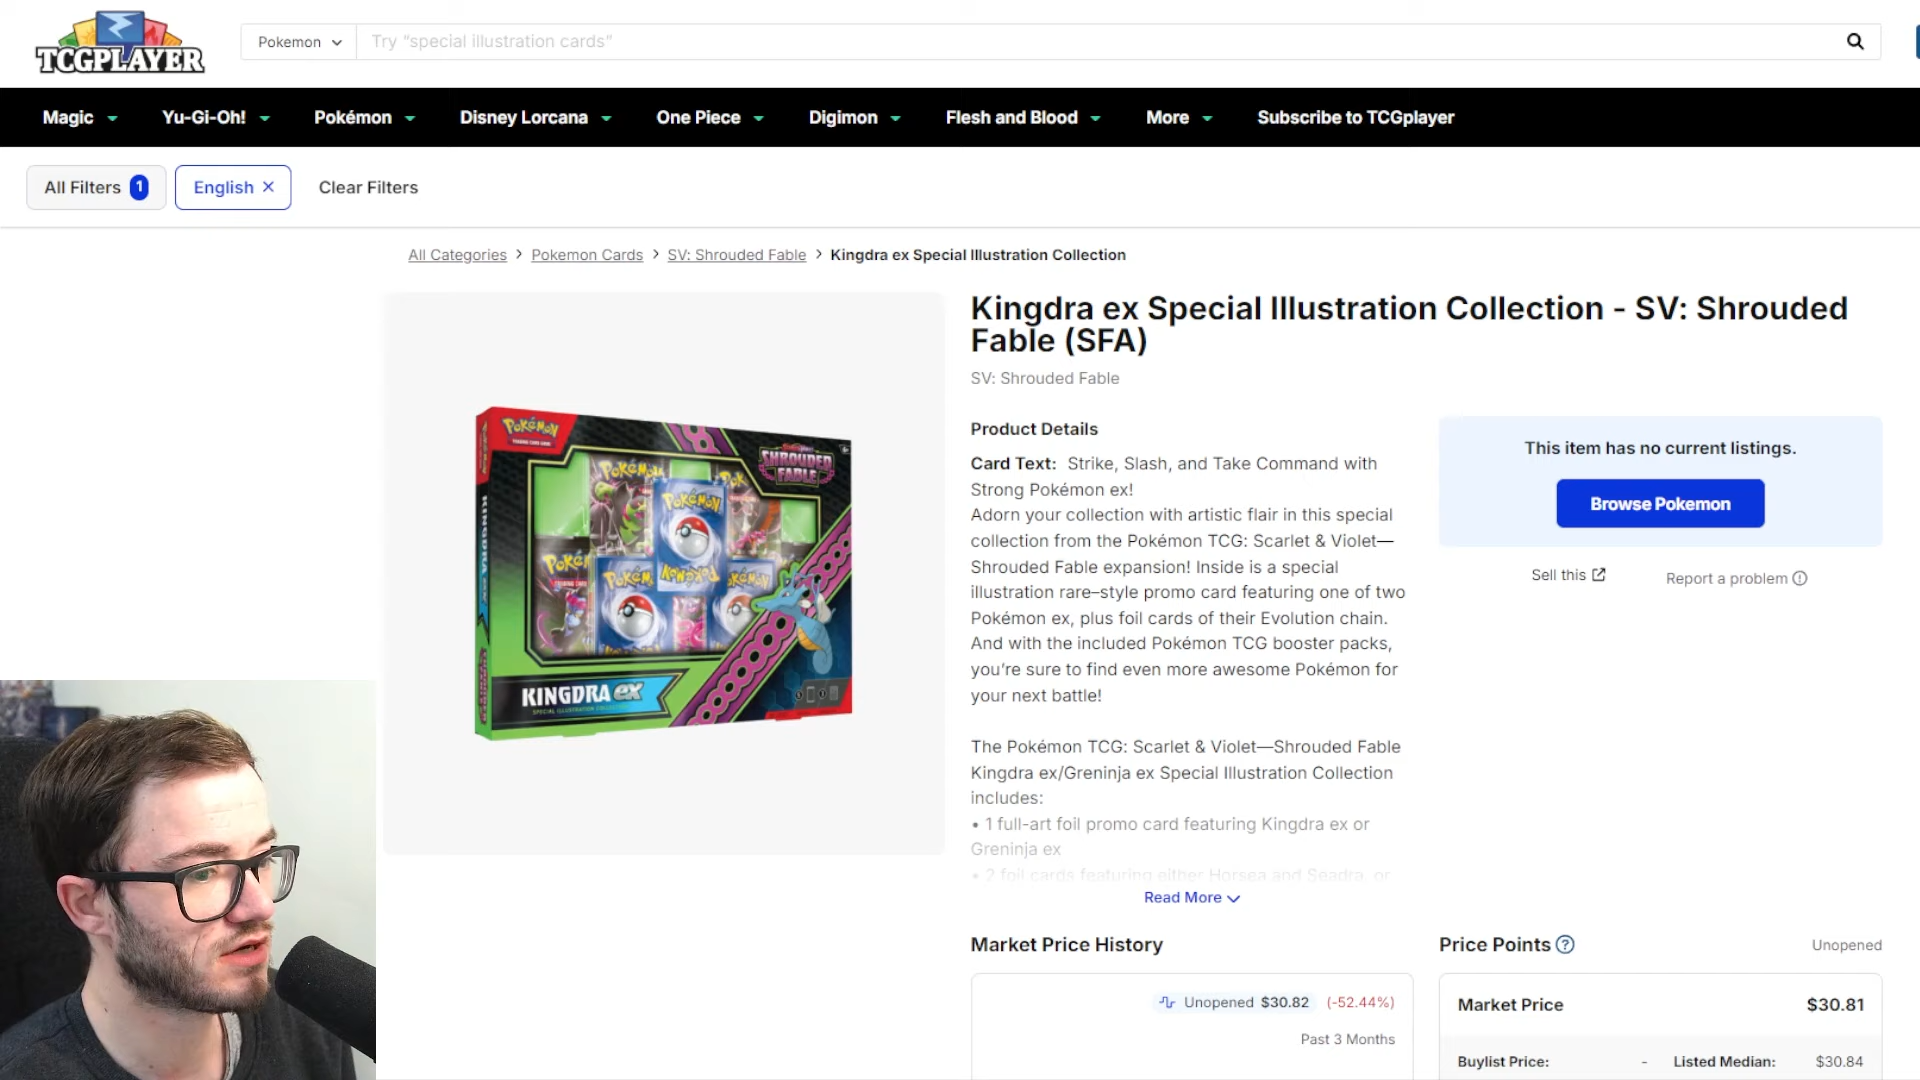 TCGPLAYER
Pokemon
Try “special illustration cards”
Magic
Yu-Gi-Oh!
Pokémon
Disney Lorcana
One Piece
Digimon
Flesh and Blood
More
Subscribe to TCGplayer
All Filters 1
English ×
Clear Filters
All Categories > Pokemon Cards > SV: Shrouded Fable > Kingdra ex Special Illustration Collection
Pokémon
SHROUDED
FABLE
Pokémon
Pokémon
KINGDRA ex
KINGDRA ex
Kingdra ex Special Illustration Collection - SV: Shrouded
Fable (SFA)
SV: Shrouded Fable
Product Details
Card Text: Strike, Slash, and Take Command with
Strong Pokémon ex!
Adorn your collection with artistic flair in this special
collection from the Pokémon TCG: Scarlet & Violet—
Shrouded Fable expansion! Inside is a special
illustration rare–style promo card featuring one of two
Pokémon ex, plus foil cards of their Evolution chain.
And with the included Pokémon TCG booster packs,
you’re sure to find even more awesome Pokémon for
your next battle!
The Pokémon TCG: Scarlet & Violet—Shrouded Fable
Kingdra ex/Greninja ex Special Illustration Collection
includes:
• 1 full-art foil promo card featuring Kingdra ex or
Greninja ex
• 2 foil cards featuring either Horsea and Seadra, or
Read More
This item has no current listings.
Browse Pokemon
Sell this
Report a problem
Market Price History
Unopened $30.82 (-52.44%)
Past 3 Months
Price Points ?
Unopened
Market Price $30.81
Buylist Price: - Listed Median: $30.84